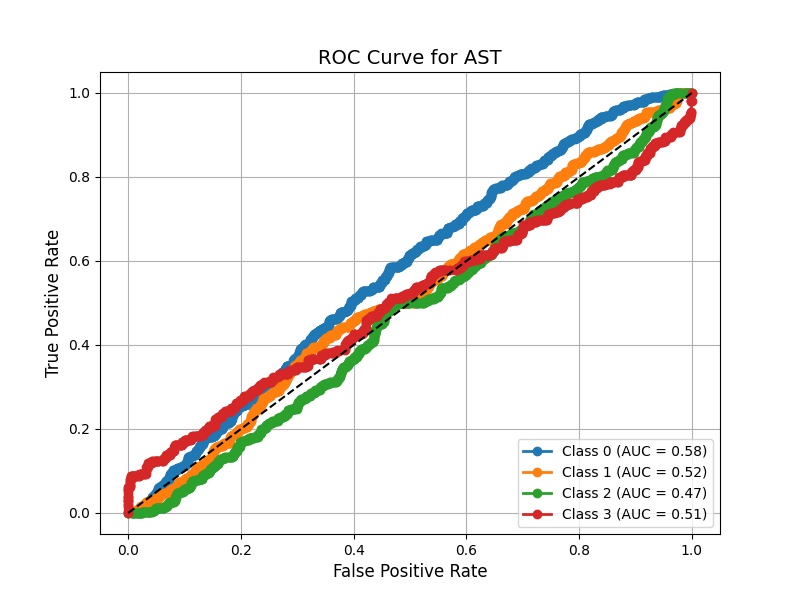 ROC Curve for AST
True Positive Rate
1.0
0.8
0.6
0.4
0.2
0.0
Class 0 (AUC = 0.58)
Class 1 (AUC = 0.52)
Class 2 (AUC = 0.47)
Class 3 (AUC = 0.51)
0.0 0.2 0.4 0.6 0.8 1.0
False Positive Rate